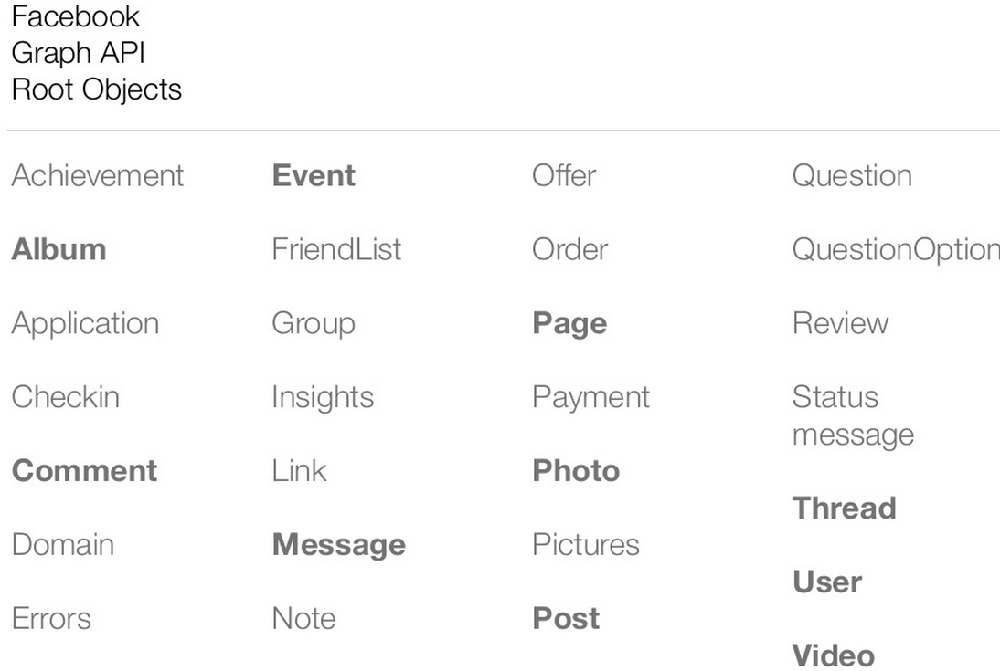 Facebook
Graph API
Root Objects
Achievement
Album
Application
Checkin
Comment
Domain
Errors
Event
FriendList
Group
Insights
Link
Message
Note
Offer
Order
Page
Payment
Photo
Pictures
Post
Question
QuestionOption
Review
Status
message
Thread
User
Video